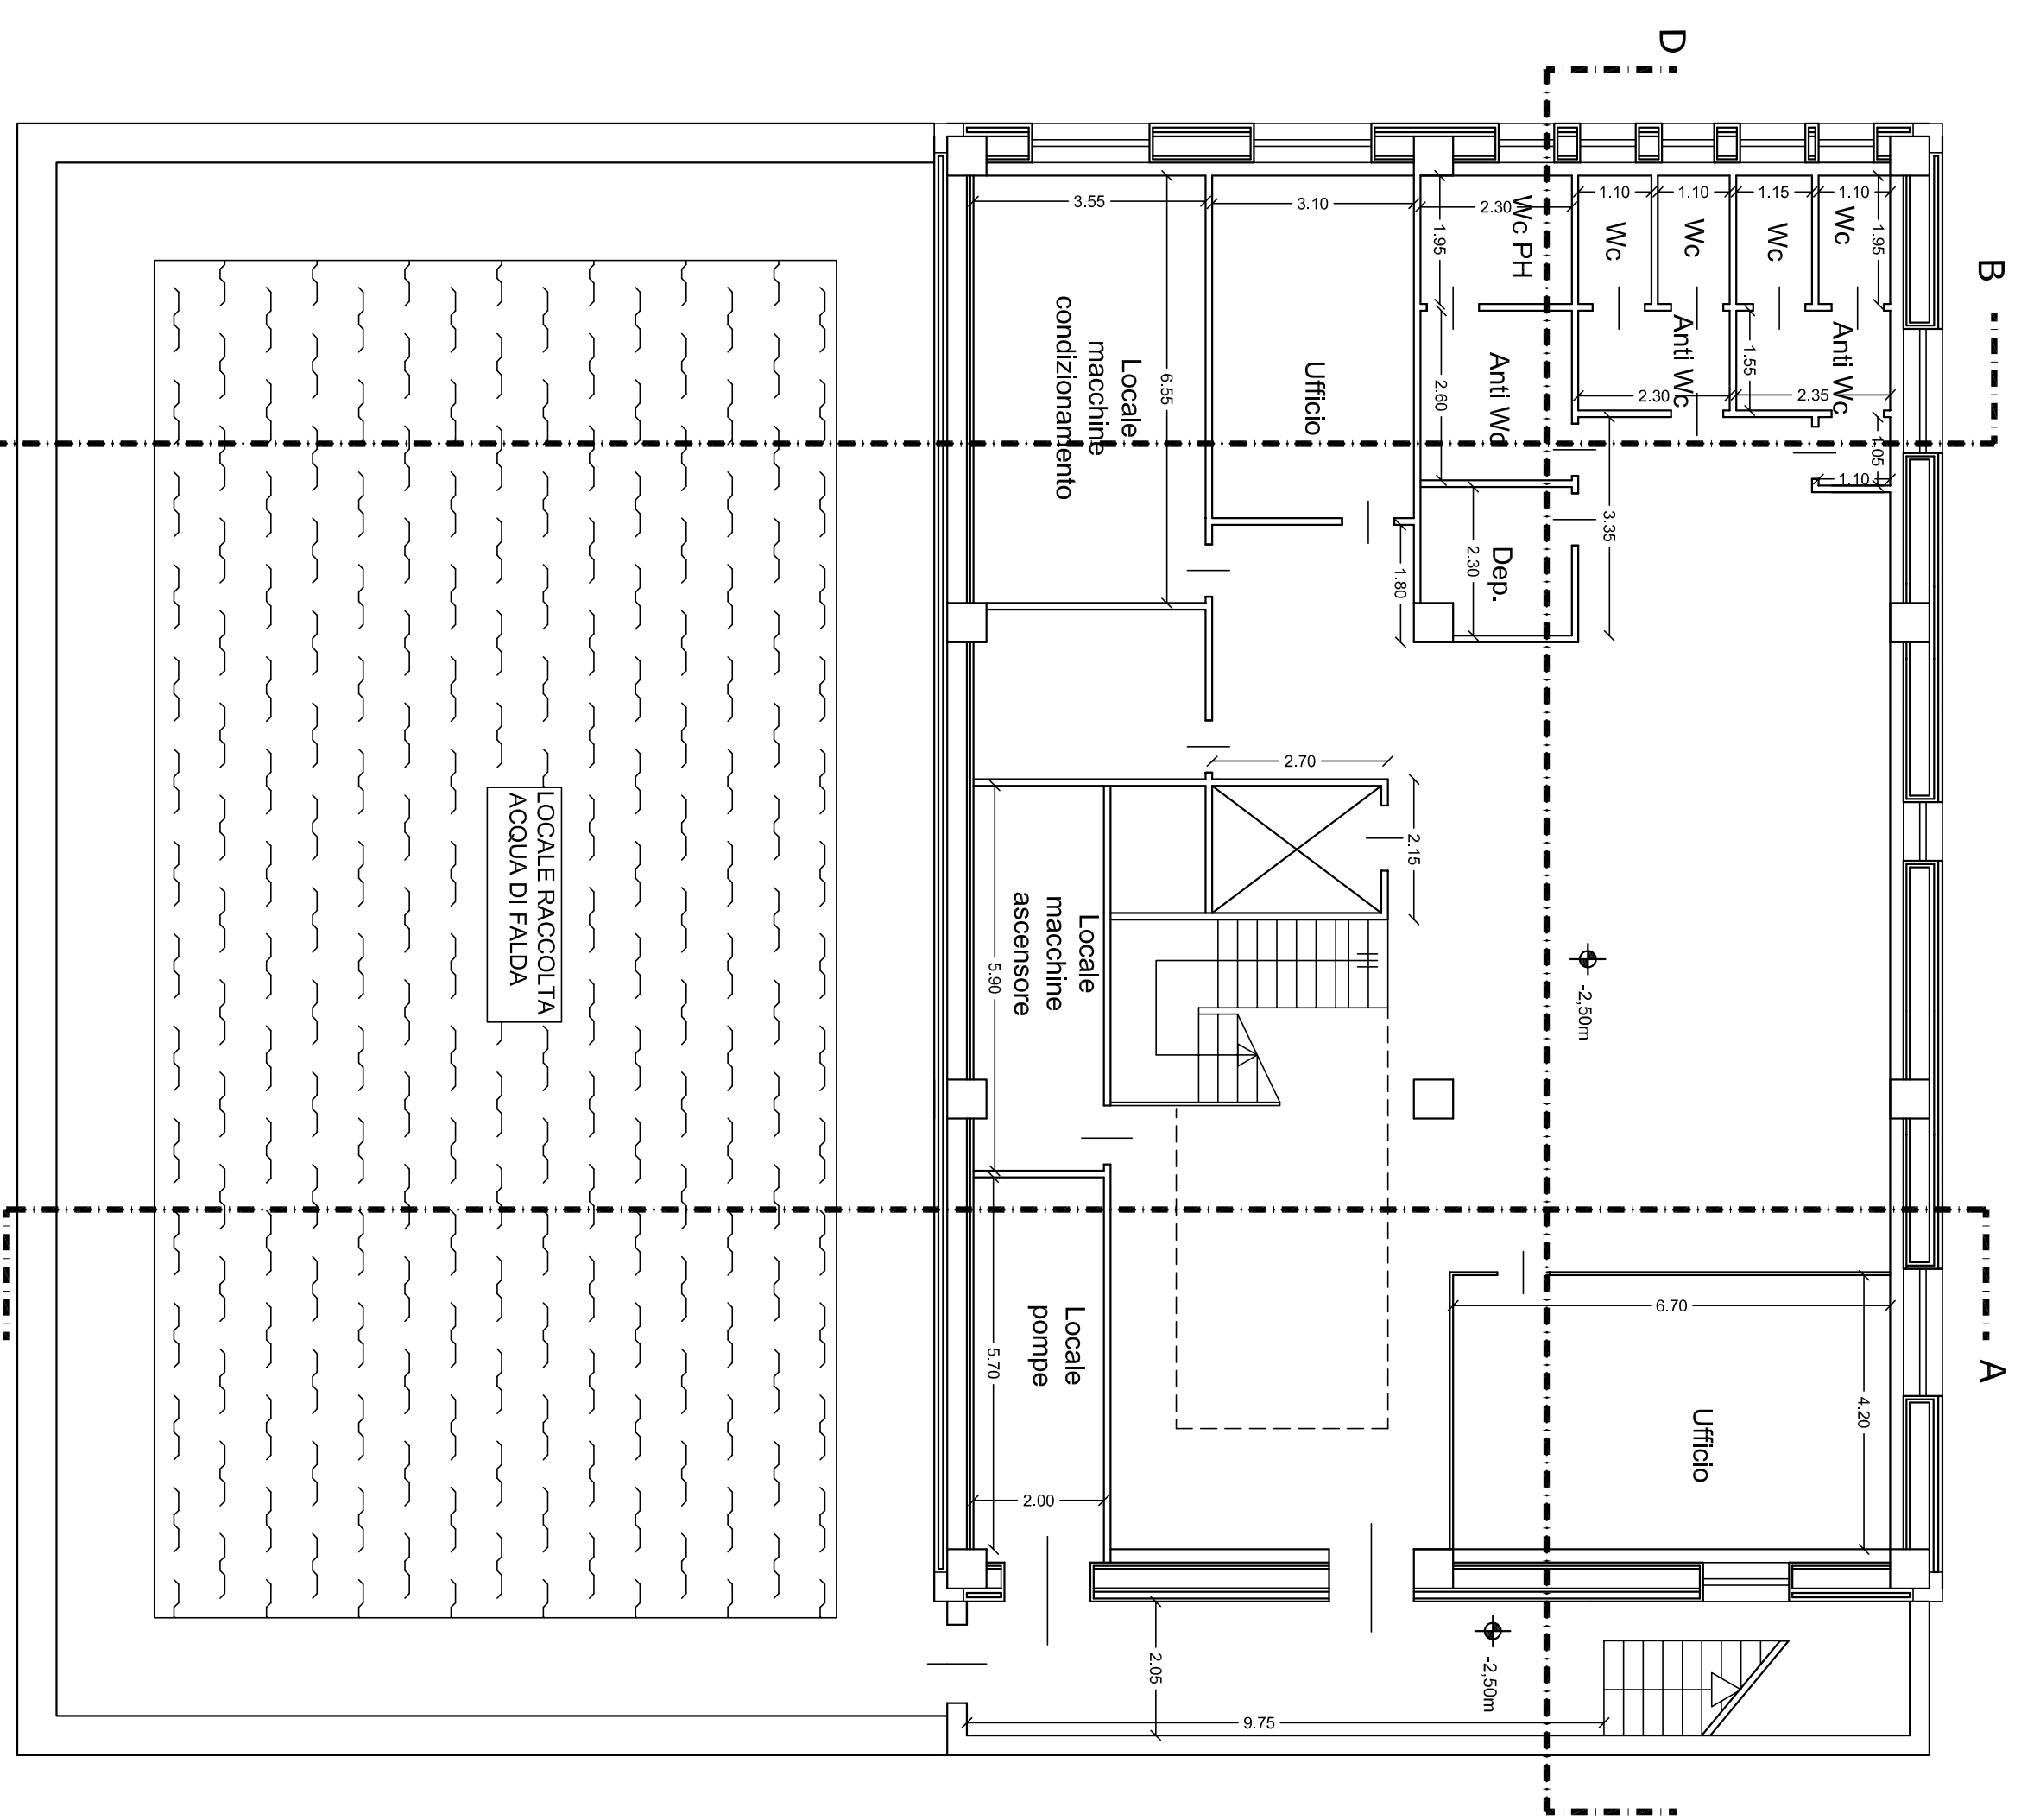 D
B
1.10
1.10
1.15
1.10
3.55
3.10
2.30
Wc PH
Wc
Wc
Wc
Wc
1.95
1.95
Anti Wc
Anti Wc
1.55
2.30
2.35
Locale
macchine
condizionamento
6.55
Ufficio
2.60
Anti Wc
1.05
1.10
3.35
2.30
Dep.
1.80
2.70
2.15
LOCALE RACCOLTA
ACQUA DI FALDA
Locale
macchine
ascensore
5.90
-2,50m
6.70
A
Locale
pompe
5.70
4.20
Ufficio
2.00
2.05
-2,50m
9.75